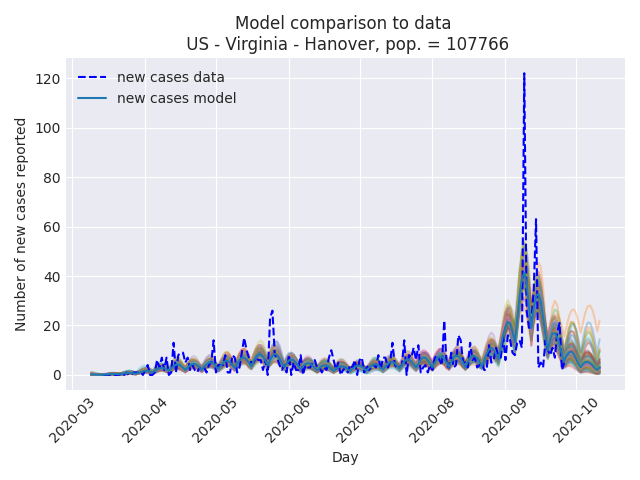 Model comparison to data
US - Virginia - Hanover, pop. = 107766
new cases data
new cases model
Number of new cases reported
120
100
80
60
40
20
0
2020-03
2020-04
2020-05
2020-06
2020-07
2020-08
2020-09
2020-10
Day